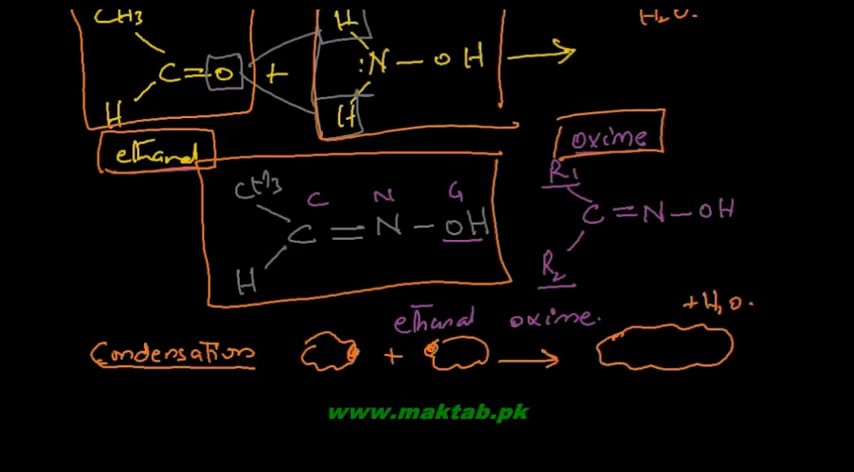 CH3 H H2O.
C=O + :N-OH →
H H
ethanal oxime
CH3 C N G R1
C=N-OH C=N-OH
H R2
+H2O.
ethanal oxime.
Condensation + →
www.maktab.pk